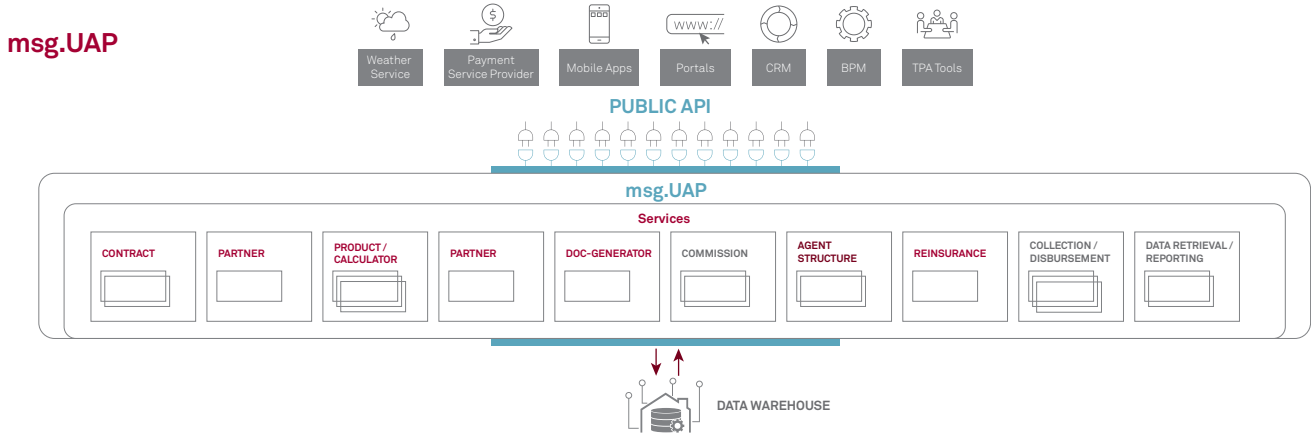 msg.UAP
www://
Weather
Service
Payment
Service Provider
Mobile Apps
Portals
CRM
BPM
TPA Tools
PUBLIC API
msg.UAP
Services
CONTRACT
PARTNER
PRODUCT /
CALCULATOR
PARTNER
DOC-GENERATOR
COMMISSION
AGENT
STRUCTURE
REINSURANCE
COLLECTION /
DISBURSEMENT
DATA RETRIEVAL /
REPORTING
DATA WAREHOUSE